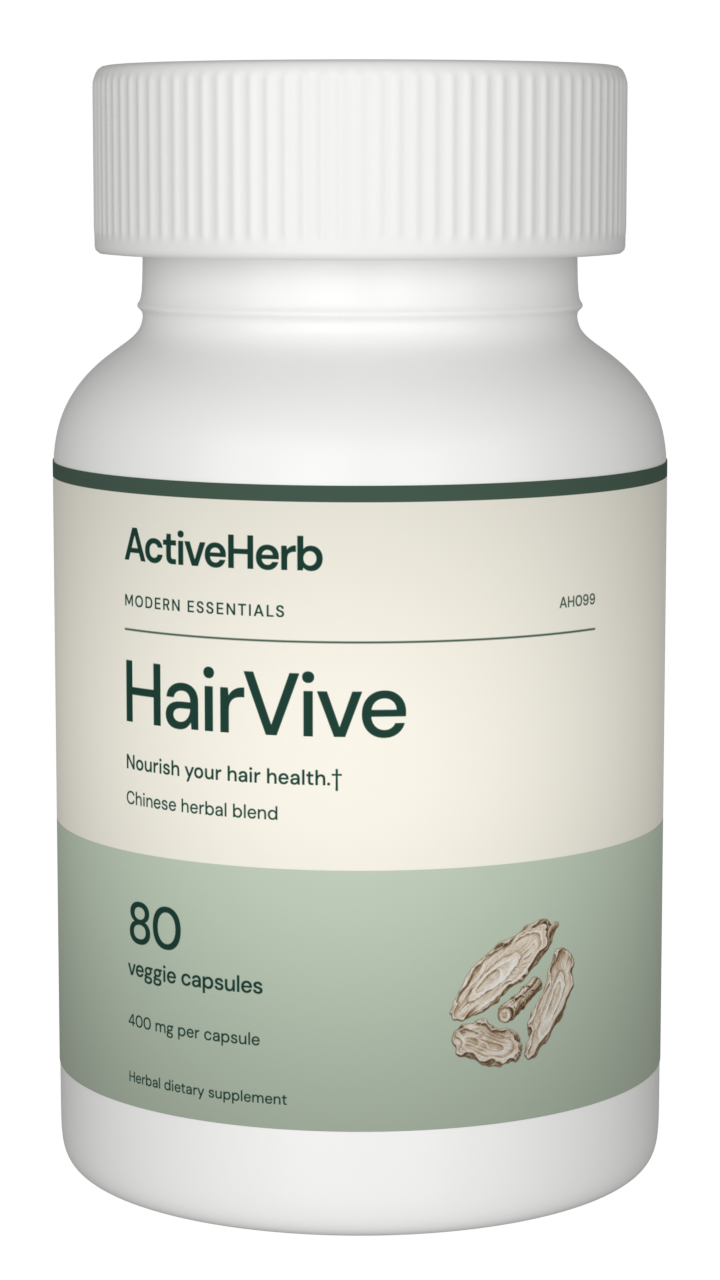 ActiveHerb
MODERN ESSENTIALS
AH099
HairVive
Nourish your hair health.†
Chinese herbal blend
80
veggie capsules
400 mg per capsule
Herbal dietary supplement